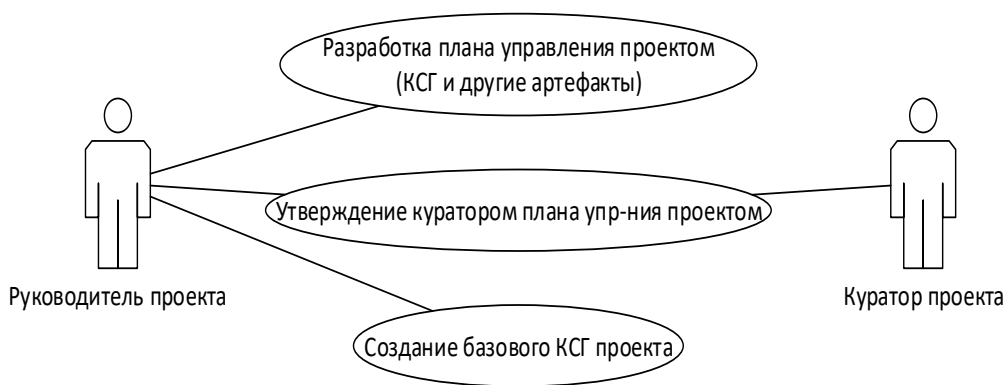 Разработка плана управления проектом
(КСГ и другие артефакты)
Утверждение куратором плана упр-ния проектом
Руководитель проекта
Куратор проекта
Создание базового КСГ проекта